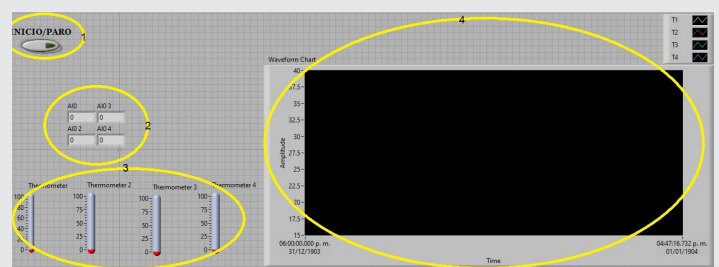 INICIO/PARO
1
AI0 AI0 3
0 0
AI0 2 AI0 4
0 0
2
3
Thermometer Thermometer 2 Thermometer 3 Thermometer 4
100 100 100 100
80 75 75 75
60 50 50 50
40 25 25 25
20 0 0 0
0
4
T1
T2
T3
T4
Waveform Chart
Amplitude
40
37.5
35
32.5
30
27.5
25
22.5
20
17.5
15
06:00:00.000 p. m.
31/12/1903
04:47:16.732 p. m.
01/01/1904
Time